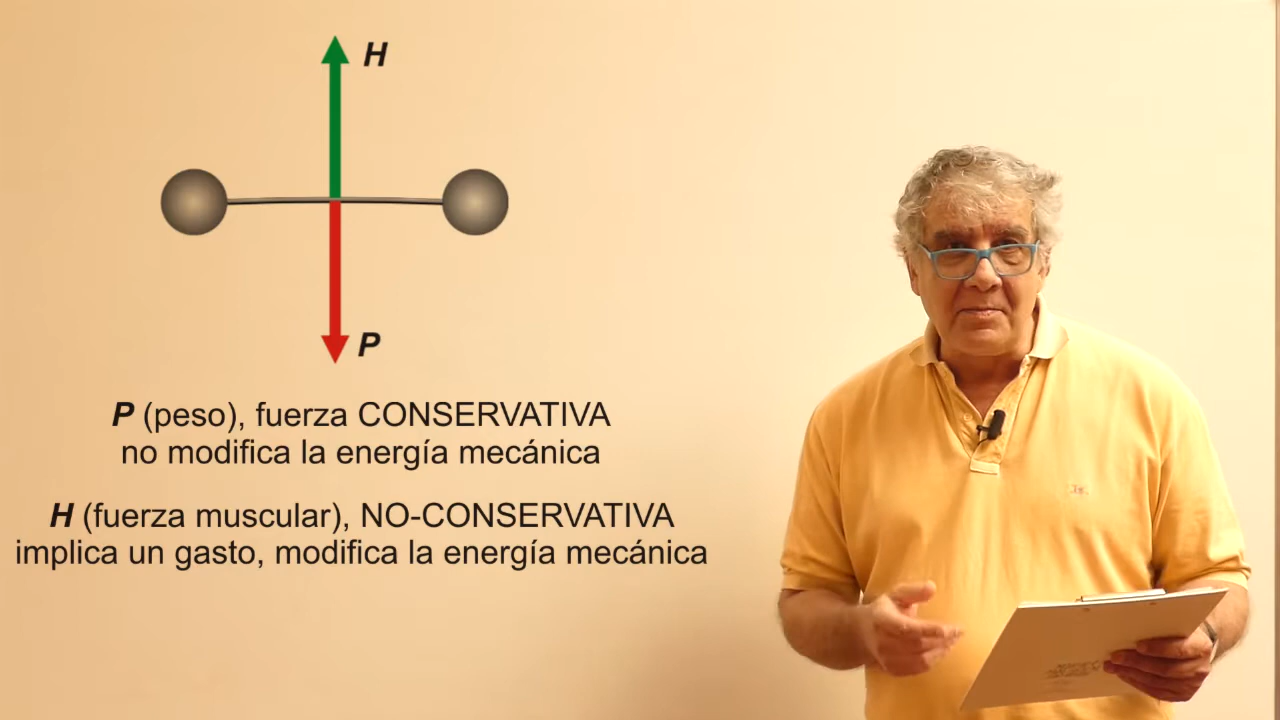 H
P
P (peso), fuerza CONSERVATIVA
no modifica la energía mecánica
H (fuerza muscular), NO-CONSERVATIVA
implica un gasto, modifica la energía mecánica